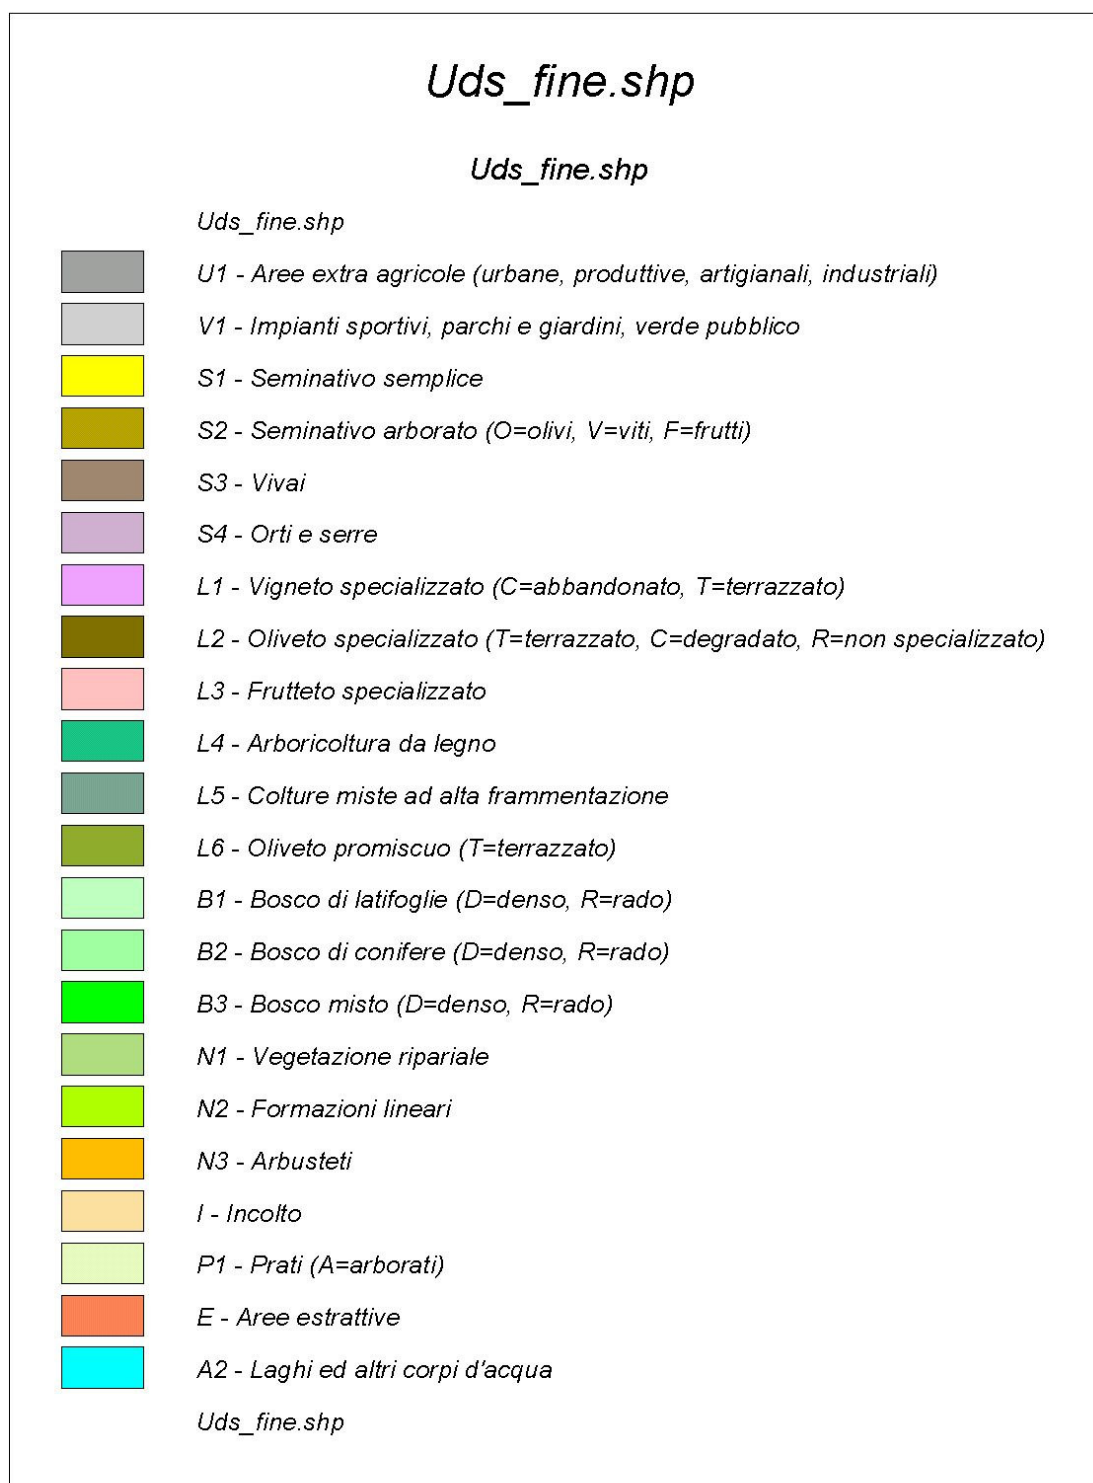 Uds_fine.shp
Uds_fine.shp
Uds_fine.shp
U1 - Aree extra agricole (urbane, produttive, artigianali, industriali)
V1 - Impianti sportivi, parchi e giardini, verde pubblico
S1 - Seminativo semplice
S2 - Seminativo arborato (O=olivi, V=viti, F=frutti)
S3 - Vivai
S4 - Orti e serre
L1 - Vigneto specializzato (C=abbandonato, T=terrazzato)
L2 - Oliveto specializzato (T=terrazzato, C=degradato, R=non specializzato)
L3 - Frutteto specializzato
L4 - Arboricoltura da legno
L5 - Colture miste ad alta frammentazione
L6 - Oliveto promiscuo (T=terrazzato)
B1 - Bosco di latifoglie (D=denso, R=rado)
B2 - Bosco di conifere (D=denso, R=rado)
B3 - Bosco misto (D=denso, R=rado)
N1 - Vegetazione ripariale
N2 - Formazioni lineari
N3 - Arbusteti
I - Incolto
P1 - Prati (A=arborati)
E - Aree estrattive
A2 - Laghi ed altri corpi d'acqua
Uds_fine.shp